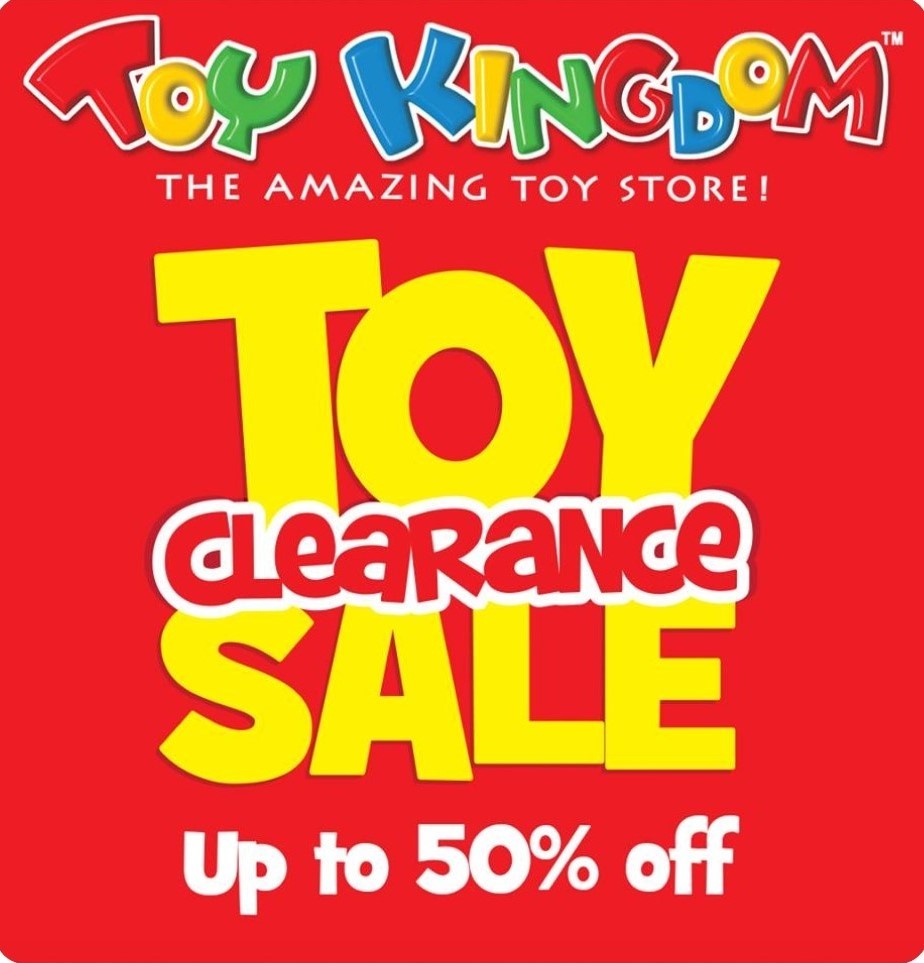 TOY KINGDOM™
THE AMAZING TOY STORE!
TOY
CLeaRaNce
SALE
Up to 50% off